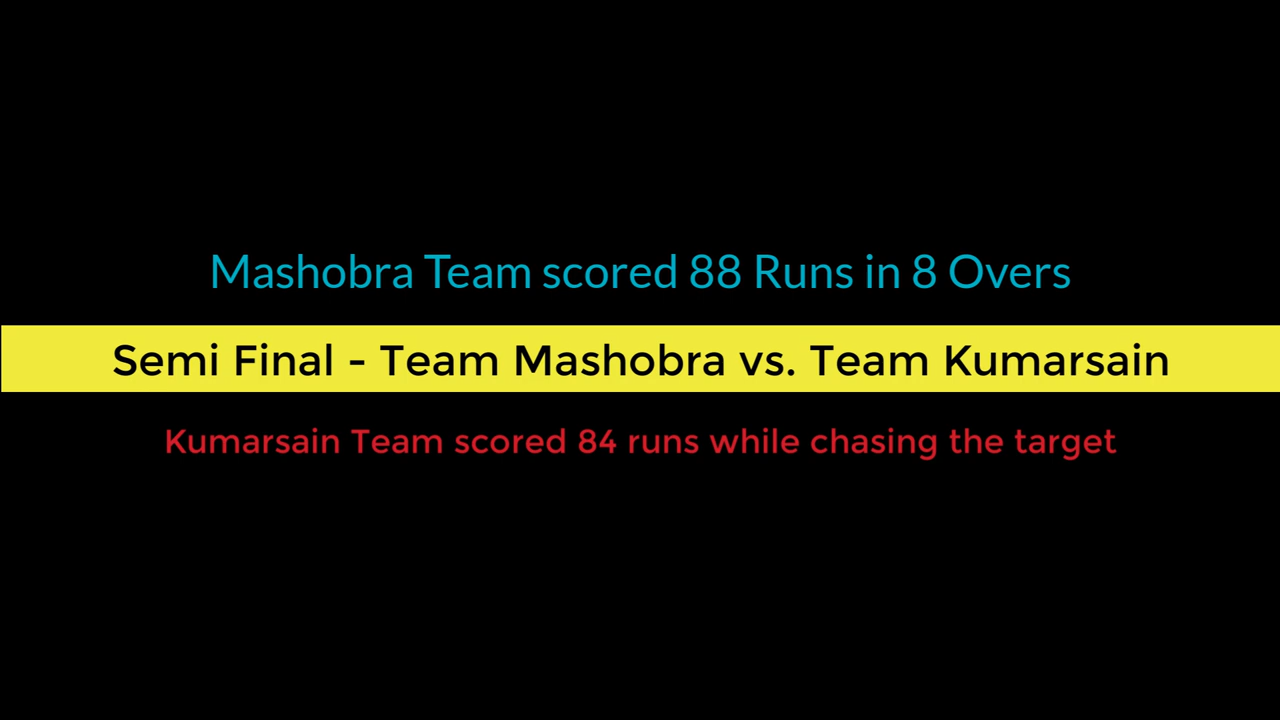 Mashobra Team scored 88 Runs in 8 Overs
Semi Final - Team Mashobra vs. Team Kumarsain
Kumarsain Team scored 84 runs while chasing the target